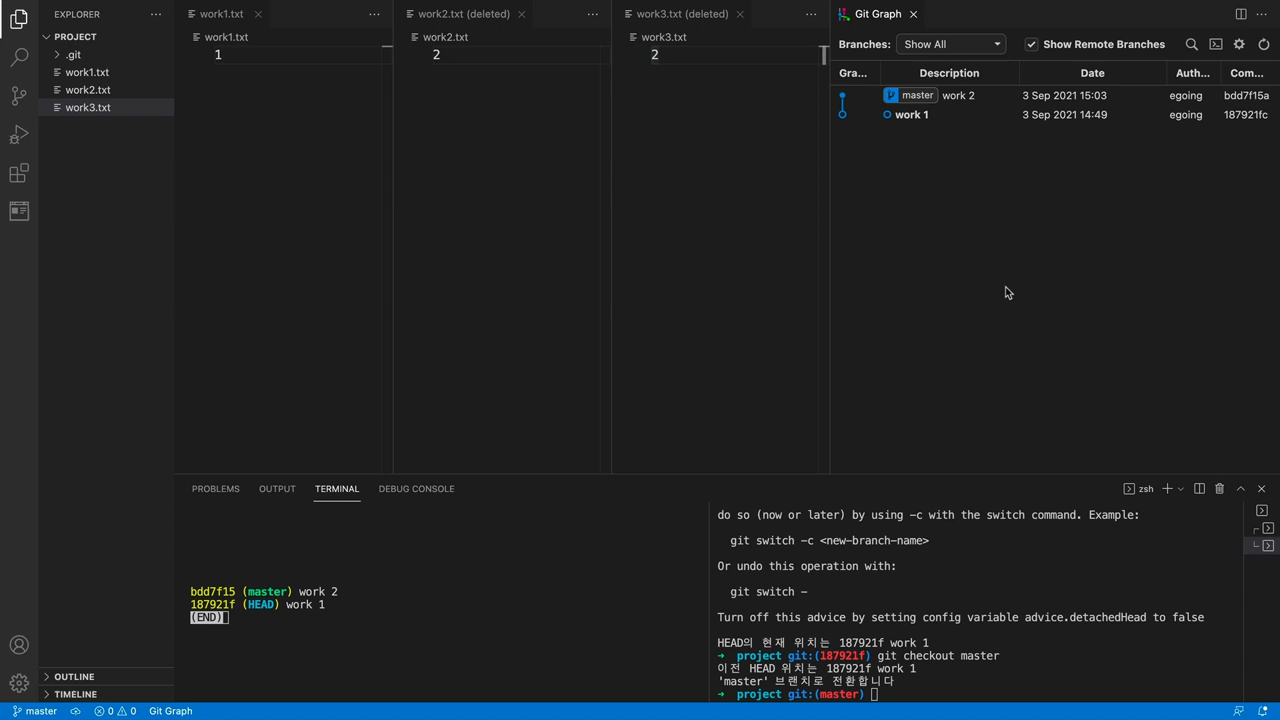 EXPLORER
PROJECT
.git
work1.txt
work2.txt
work3.txt
OUTLINE
TIMELINE
work1.txt
work1.txt
1
work2.txt (deleted)
work2.txt
2
work3.txt (deleted)
work3.txt
2
Git Graph
Branches: Show All Show Remote Branches
Gra... Description Date Auth... Com...
master work 2 3 Sep 2021 15:03 egoing bdd7f15a
work 1 3 Sep 2021 14:49 egoing 187921fc
PROBLEMS OUTPUT TERMINAL DEBUG CONSOLE
zsh
bdd7f15 (master) work 2
187921f (HEAD) work 1
(END)
do so (now or later) by using -c with the switch command. Example:
git switch -c <new-branch-name>
Or undo this operation with:
git switch -
Turn off this advice by setting config variable advice.detachedHead to false
HEAD의 현재 위치는 187921f work 1
➜ project git:(187921f) git checkout master
이전 HEAD 위치는 187921f work 1
'master' 브랜치로 전환합니다
➜ project git:(master)
master 0 0 Git Graph